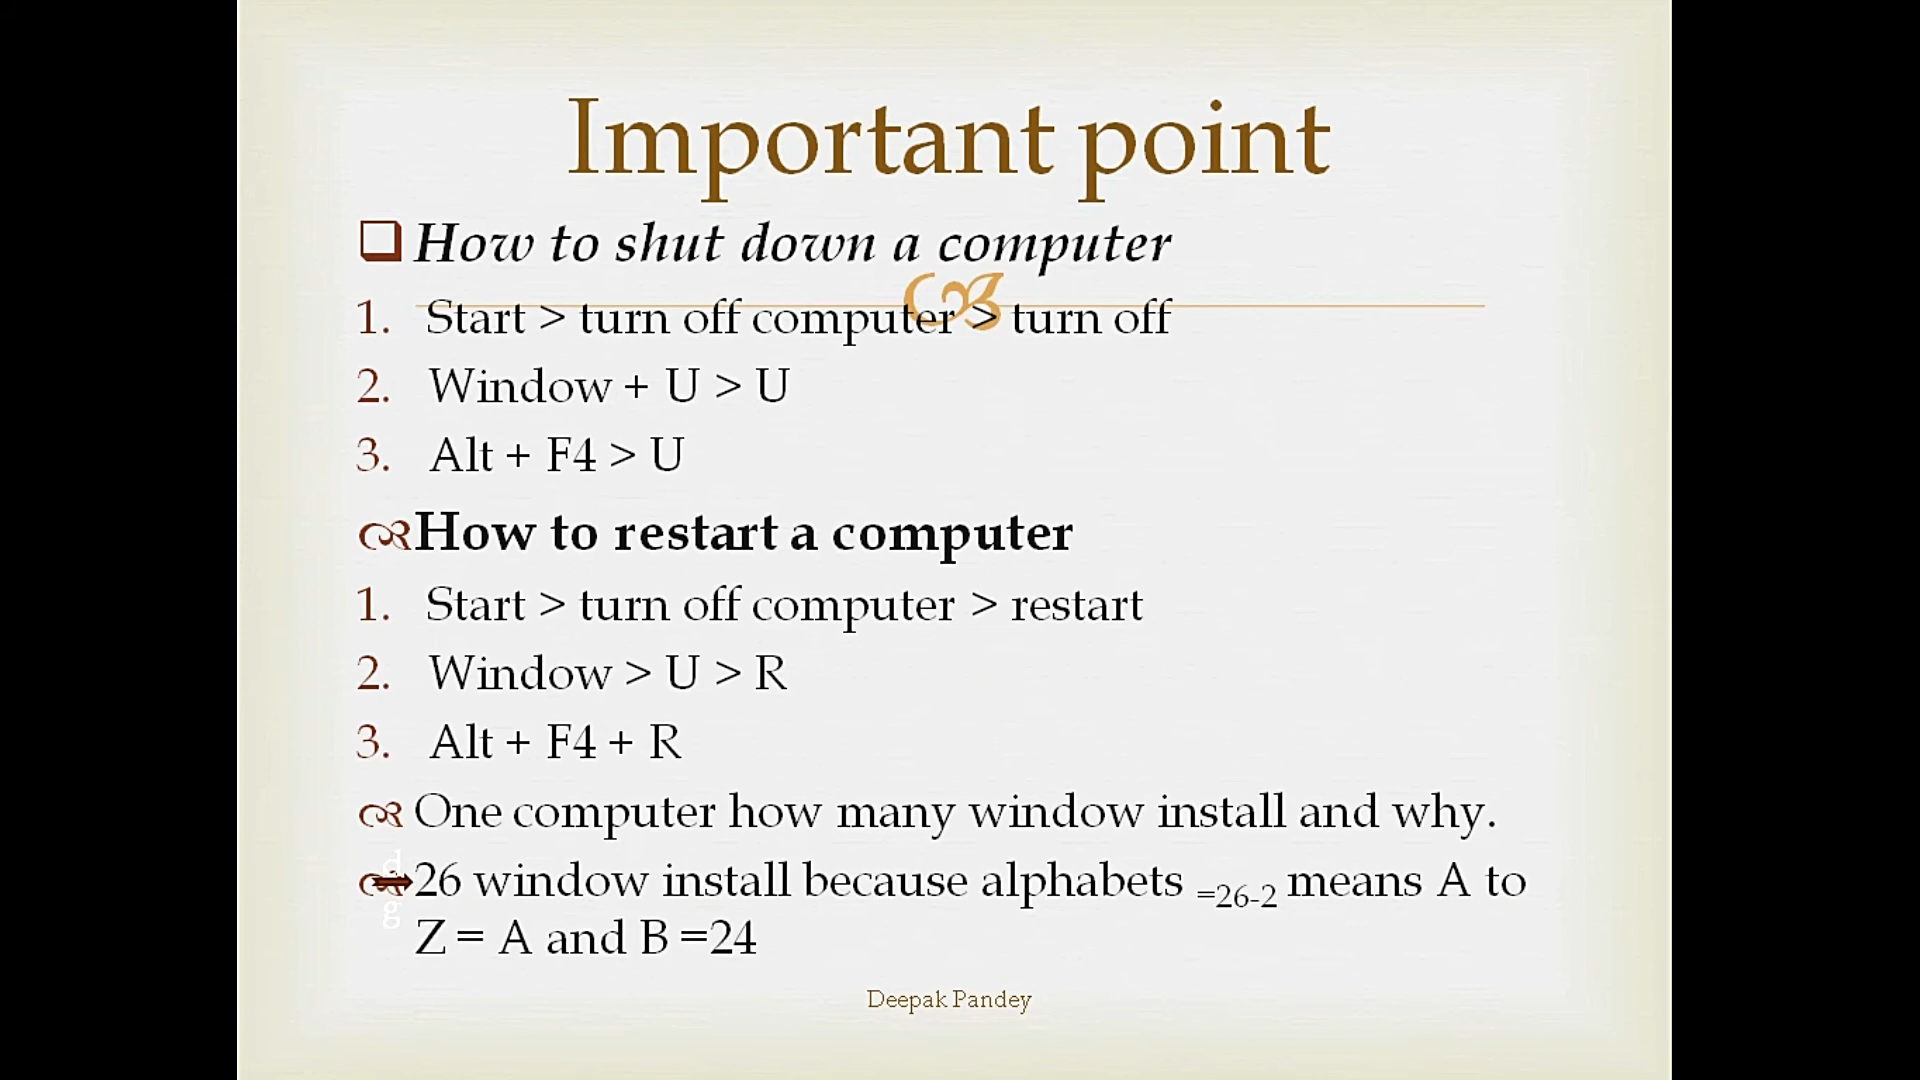 Important point
How to shut down a computer
1. Start > turn off computer > turn off
2. Window + U > U
3. Alt + F4 > U
How to restart a computer
1. Start > turn off computer > restart
2. Window > U > R
3. Alt + F4 + R
One computer how many window install and why.
d
26 window install because alphabets =26-2 means A to
g
Z = A and B =24
Deepak Pandey